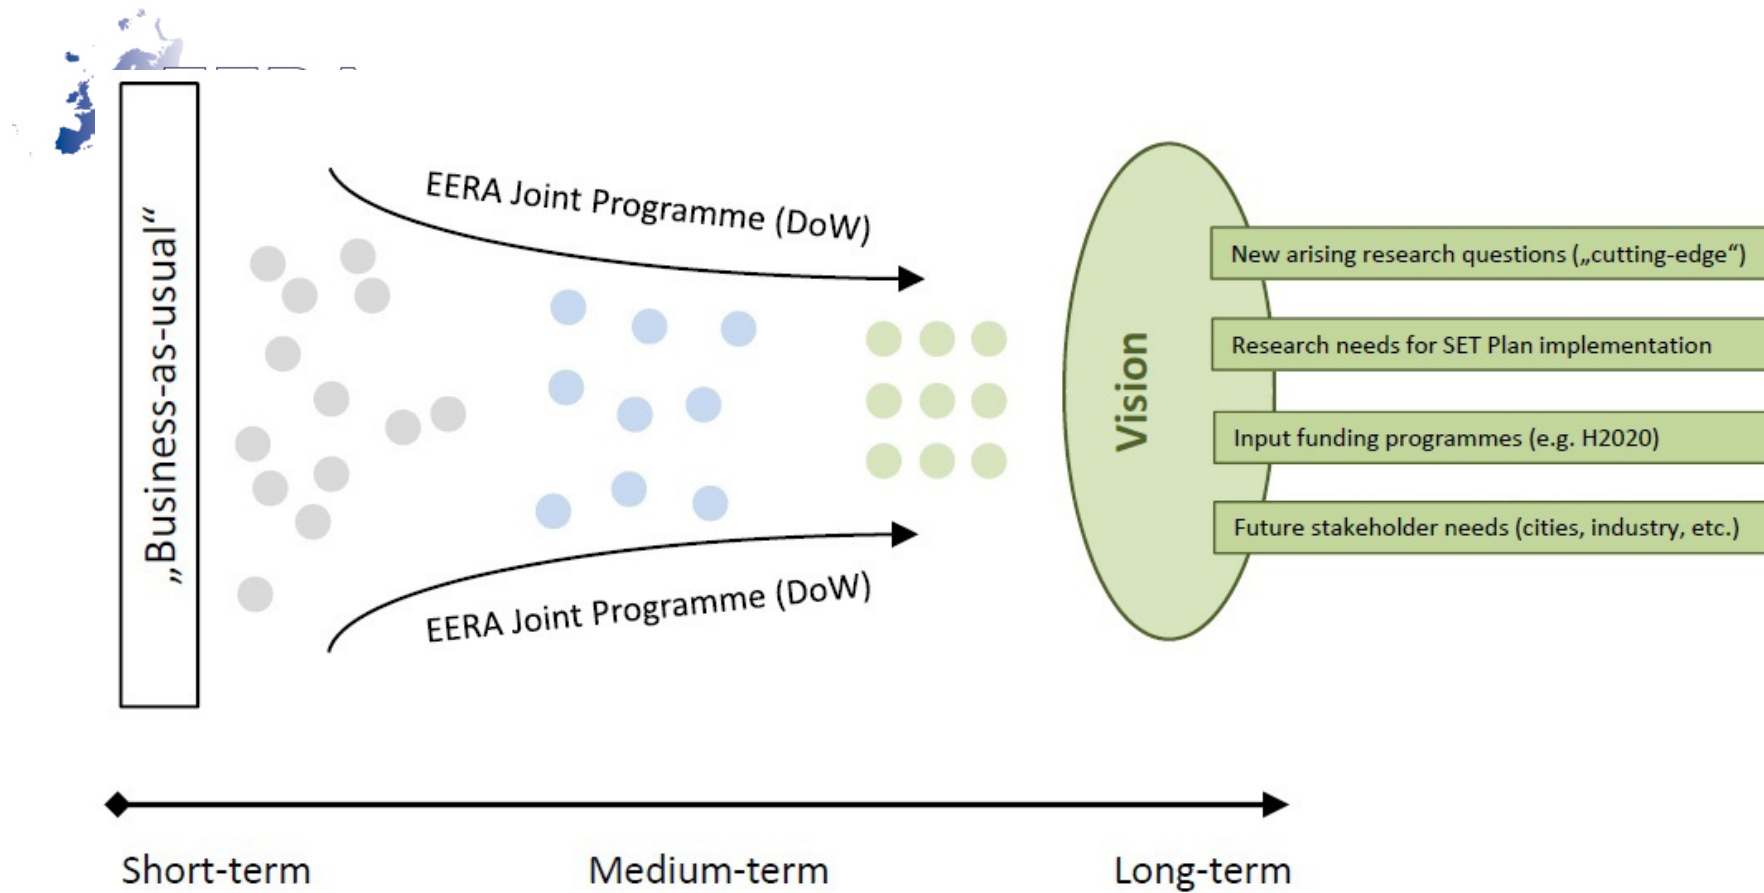 „Business-as-usual“
EERA Joint Programme (DoW)
EERA Joint Programme (DoW)
Vision
New arising research questions („cutting-edge“)
Research needs for SET Plan implementation
Input funding programmes (e.g. H2020)
Future stakeholder needs (cities, industry, etc.)
Short-term
Medium-term
Long-term